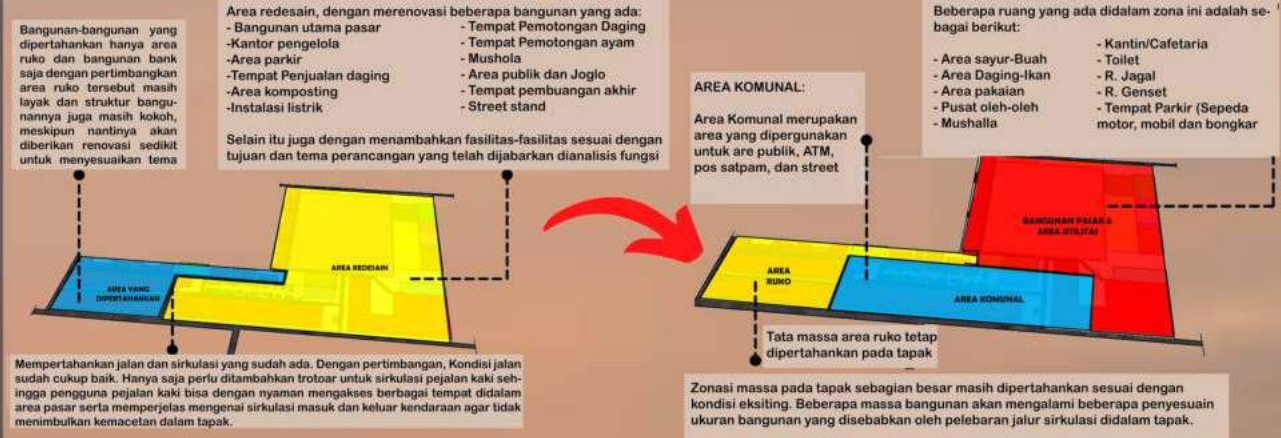 Bangunan-bangunan yang
dipertahankan hanya area
ruko dan bangunan bank
saja dengan pertimbangkan
area ruko tersebut masih
layak dan struktur bangu-
nannya juga masih kokoh,
meskipun nantinya akan
diberikan renovasi sedikit
untuk menyesuaikan tema
Area redesain, dengan merenovasi beberapa bangunan yang ada:
- Bangunan utama pasar
-Kantor pengelola
-Area parkir
-Tempat Penjualan daging
-Area komposting
-Instalasi listrik
- Tempat Pemotongan Daging
- Tempat Pemotongan ayam
- Mushola
- Area publik dan Joglo
- Tempat pembuangan akhir
- Street stand
Selain itu juga dengan menambahkan fasilitas-fasilitas sesuai dengan
tujuan dan tema perancangan yang telah dijabarkan dianalisis fungsi
AREA YANG
DIPERTAHANKAN
AREA REDESAIN
Mempertahankan jalan dan sirkulasi yang sudah ada. Dengan pertimbangan, Kondisi jalan
sudah cukup baik. Hanya saja perlu ditambahkan trotoar untuk sirkulasi pejalan kaki seh-
ingga pengguna pejalan kaki bisa dengan nyaman mengakses berbagai tempat didalam
area pasar serta memperjelas mengenai sirkulasi masuk dan keluar kendaraan agar tidak
menimbulkan kemacetan dalam tapak.
AREA KOMUNAL:
Area Komunal merupakan
area yang dipergunakan
untuk are publik, ATM,
pos satpam, dan street
Beberapa ruang yang ada didalam zona ini adalah se-
bagai berikut:
- Area sayur-Buah
- Area Daging-Ikan
- Area pakaian
- Pusat oleh-oleh
- Mushalla
- Kantin/Cafetaria
- Toilet
- R. Jagal
- R. Genset
- Tempat Parkir (Sepeda
motor, mobil dan bongkar
BANGUNAN PASAR &
AREA UTILITAS
AREA
RUKO
AREA KOMUNAL
Tata massa area ruko tetap
dipertahankan pada tapak
Zonasi massa pada tapak sebagian besar masih dipertahankan sesuai dengan
kondisi eksiting. Beberapa massa bangunan akan mengalami beberapa penyesuain
ukuran bangunan yang disebabkan oleh pelebaran jalur sirkulasi didalam tapak.